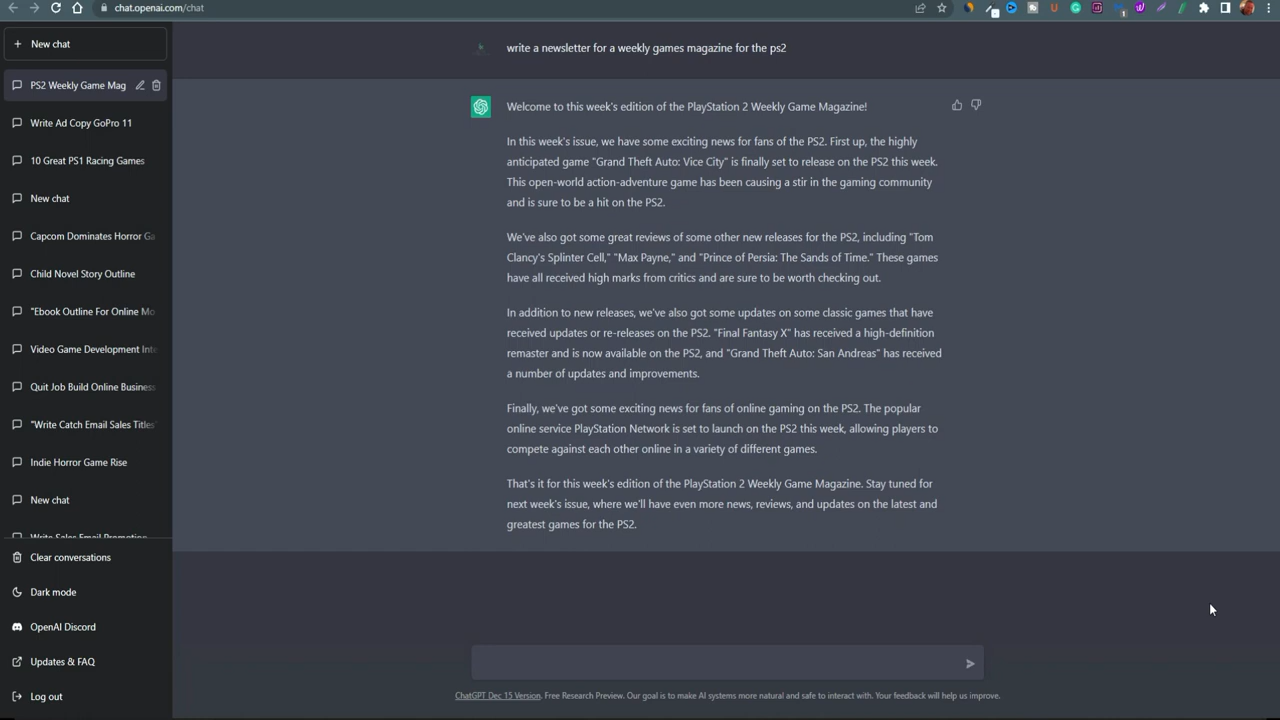 chat.openai.com/chat
New chat
PS2 Weekly Game Mag
Write Ad Copy GoPro 11
10 Great PS1 Racing Games
New chat
Capcom Dominates Horror Ga
Child Novel Story Outline
"Ebook Outline For Online Mo
Video Game Development Inte
Quit Job Build Online Business
"Write Catch Email Sales Titles"
Indie Horror Game Rise
New chat
Write Sales Email Promoting
Clear conversations
Dark mode
OpenAI Discord
Updates & FAQ
Log out
write a newsletter for a weekly games magazine for the ps2
Welcome to this week's edition of the PlayStation 2 Weekly Game Magazine!
In this week's issue, we have some exciting news for fans of the PS2. First up, the highly
anticipated game "Grand Theft Auto: Vice City" is finally set to release on the PS2 this week.
This open-world action-adventure game has been causing a stir in the gaming community
and is sure to be a hit on the PS2.
We've also got some great reviews of some other new releases for the PS2, including "Tom
Clancy's Splinter Cell," "Max Payne," and "Prince of Persia: The Sands of Time." These games
have all received high marks from critics and are sure to be worth checking out.
In addition to new releases, we've also got some updates on some classic games that have
received updates or re-releases on the PS2. "Final Fantasy X" has received a high-definition
remaster and is now available on the PS2, and "Grand Theft Auto: San Andreas" has received
a number of updates and improvements.
Finally, we've got some exciting news for fans of online gaming on the PS2. The popular
online service PlayStation Network is set to launch on the PS2 this week, allowing players to
compete against each other online in a variety of different games.
That's it for this week's edition of the PlayStation 2 Weekly Game Magazine. Stay tuned for
next week's issue, where we'll have even more news, reviews, and updates on the latest and
greatest games for the PS2.
ChatGPT Dec 15 Version. Free Research Preview. Our goal is to make AI systems more natural and safe to interact with. Your feedback will help us improve.